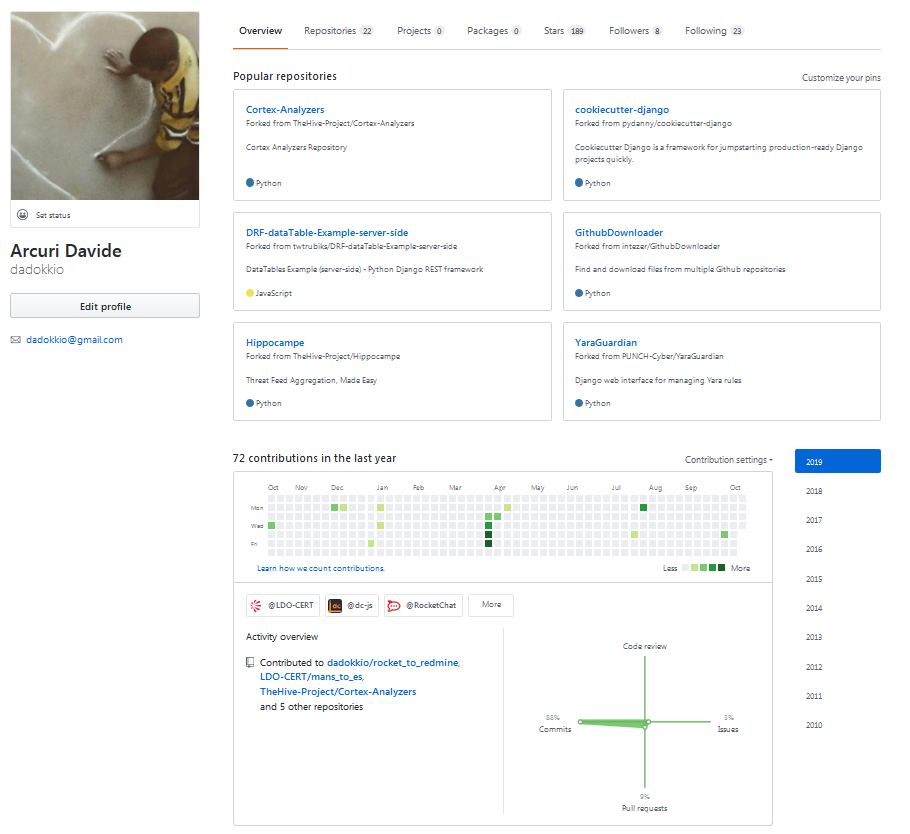 Overview Repositories 22 Projects 0 Packages 0 Stars 189 Followers 8 Following 23
Set status
Arcuri Davide
dadokkio
Edit profile
dadokkio@gmail.com
Popular repositories
Customize your pins
Cortex-Analyzers
Forked from TheHive-Project/Cortex-Analyzers
Cortex Analyzers Repository
Python
cookiecutter-django
Forked from pydanny/cookiecutter-django
Cookiecutter Django is a framework for jumpstarting production-ready Django
projects quickly.
Python
DRF-dataTable-Example-server-side
Forked from twtrubiks/DRF-dataTable-Example-server-side
DataTables Example (server-side) - Python Django REST framework
JavaScript
GithubDownloader
Forked from intezer/GithubDownloader
Find and download files from multiple Github repositories
Python
Hippocampe
Forked from TheHive-Project/Hippocampe
Threat Feed Aggregation, Made Easy
Python
YaraGuardian
Forked from PUNCH-Cyber/YaraGuardian
Django web interface for managing Yara rules
Python
72 contributions in the last year
Contribution settings
Oct Nov Dec Jan Feb Mar Apr May Jun Jul Aug Sep Oct
Mon
Wed
Fri
Learn how we count contributions.
Less More
@LDO-CERT
dc @dc-js
@RocketChat
More
Activity overview
Contributed to dadokkio/rocket_to_redmine,
LDO-CERT/mans_to_es,
TheHive-Project/Cortex-Analyzers
and 5 other repositories
Code review
88%
Commits
3%
Issues
9%
Pull requests
2019
2018
2017
2016
2015
2014
2013
2012
2011
2010